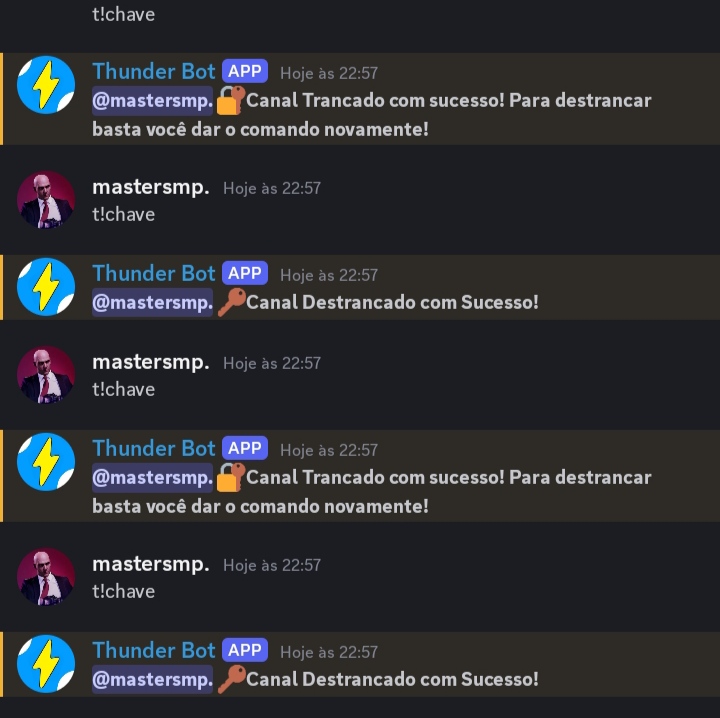 t!chave
Thunder Bot APP Hoje às 22:57
@mastersmp. Canal Trancado com sucesso! Para destrancar
basta você dar o comando novamente!
mastersmp. Hoje às 22:57
t!chave
Thunder Bot APP Hoje às 22:57
@mastersmp. Canal Destrancado com Sucesso!
mastersmp. Hoje às 22:57
t!chave
Thunder Bot APP Hoje às 22:57
@mastersmp. Canal Trancado com sucesso! Para destrancar
basta você dar o comando novamente!
mastersmp. Hoje às 22:57
t!chave
Thunder Bot APP Hoje às 22:57
@mastersmp. Canal Destrancado com Sucesso!